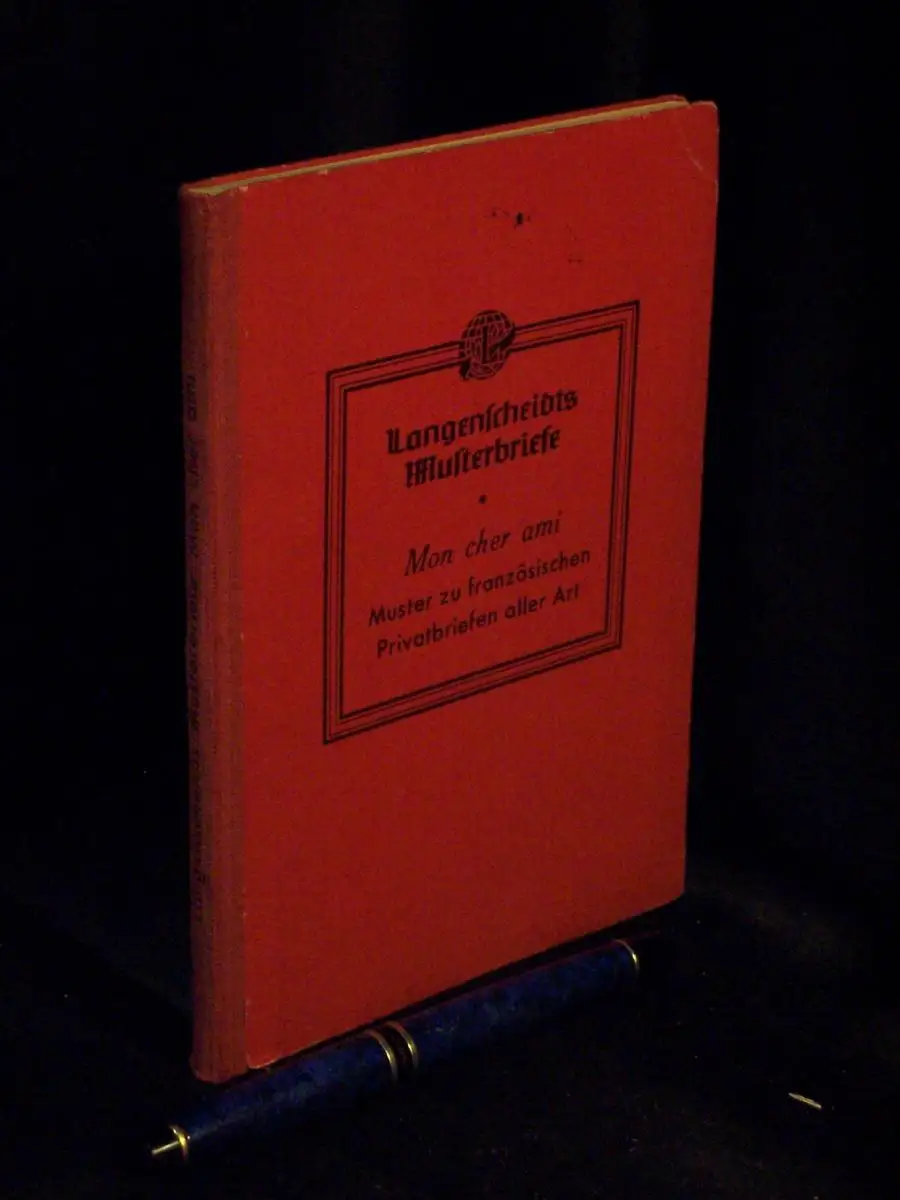 Langenſcheidts
Muſterbriefe
•
Mon cher ami
Muster zu französischen
Privatbriefen aller Art